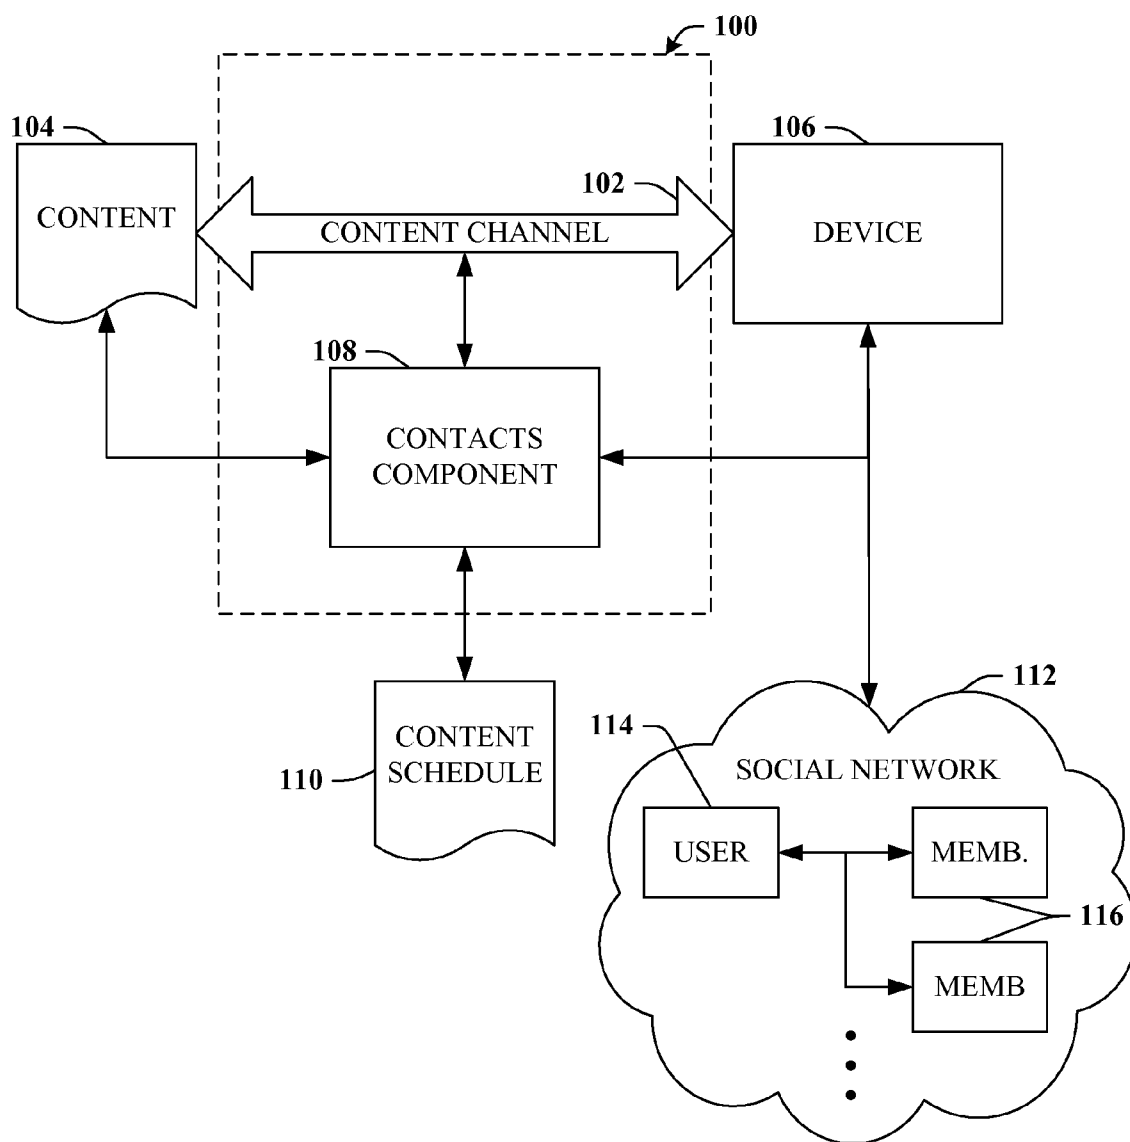 100
104
106
102
CONTENT
CONTENT CHANNEL
DEVICE
108
CONTACTS
COMPONENT
112
114
CONTENT
SCHEDULE
110
SOCIAL NETWORK
USER
MEMB.
116
MEMB